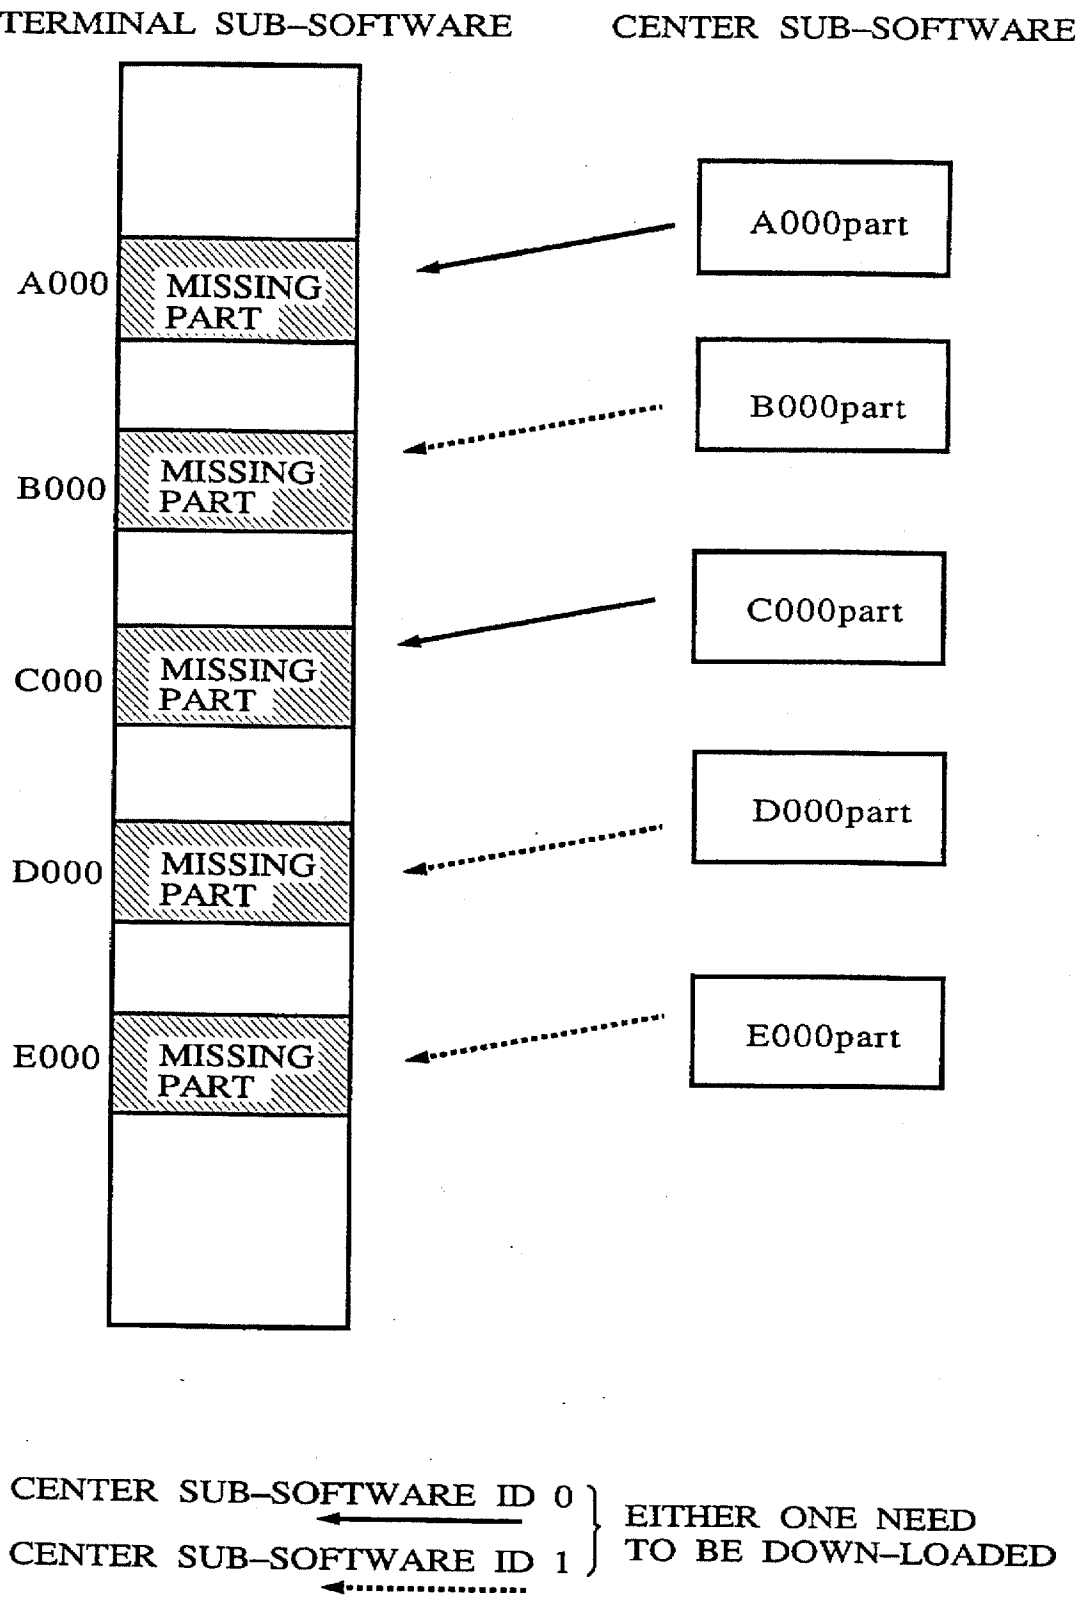 TERMINAL SUB–SOFTWARE
CENTER SUB–SOFTWARE
A000part
A000
MISSING
PART
B000part
B000
MISSING
PART
C000part
C000
MISSING
PART
D000part
D000
MISSING
PART
E000part
E000
MISSING
PART
CENTER SUB–SOFTWARE ID 0
CENTER SUB–SOFTWARE ID 1
EITHER ONE NEED
TO BE DOWN–LOADED